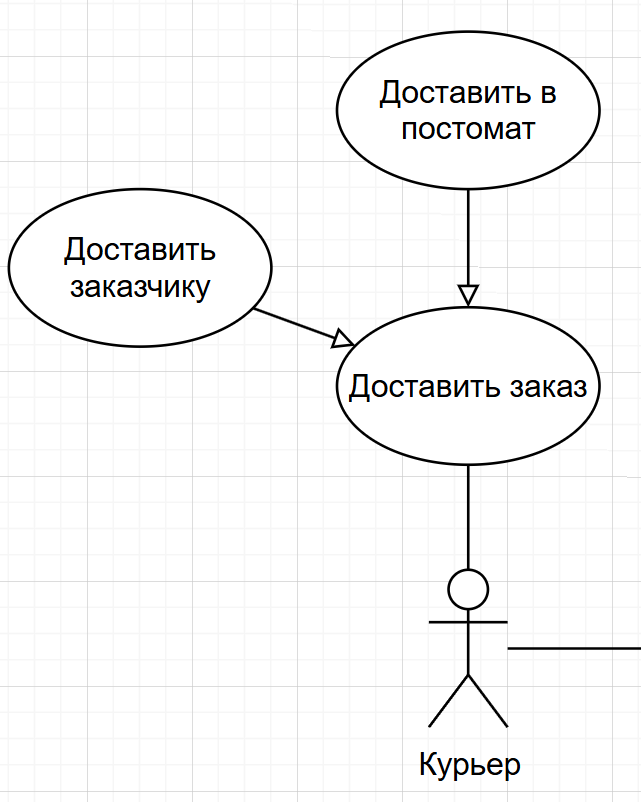 Доставить в
постомат
Доставить
заказчику
Доставить заказ
Курьер